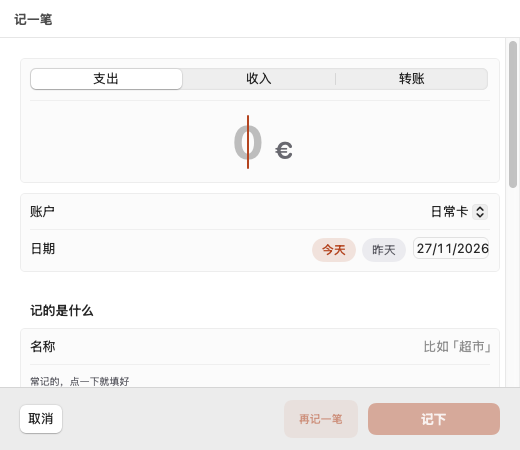 记一笔
支出 收入 转账
0 €
账户 日常卡
日期 今天 昨天 27/11/2026
记的是什么
名称 比如「超市」
常记的，点一下就填好
取消 再记一笔 记下